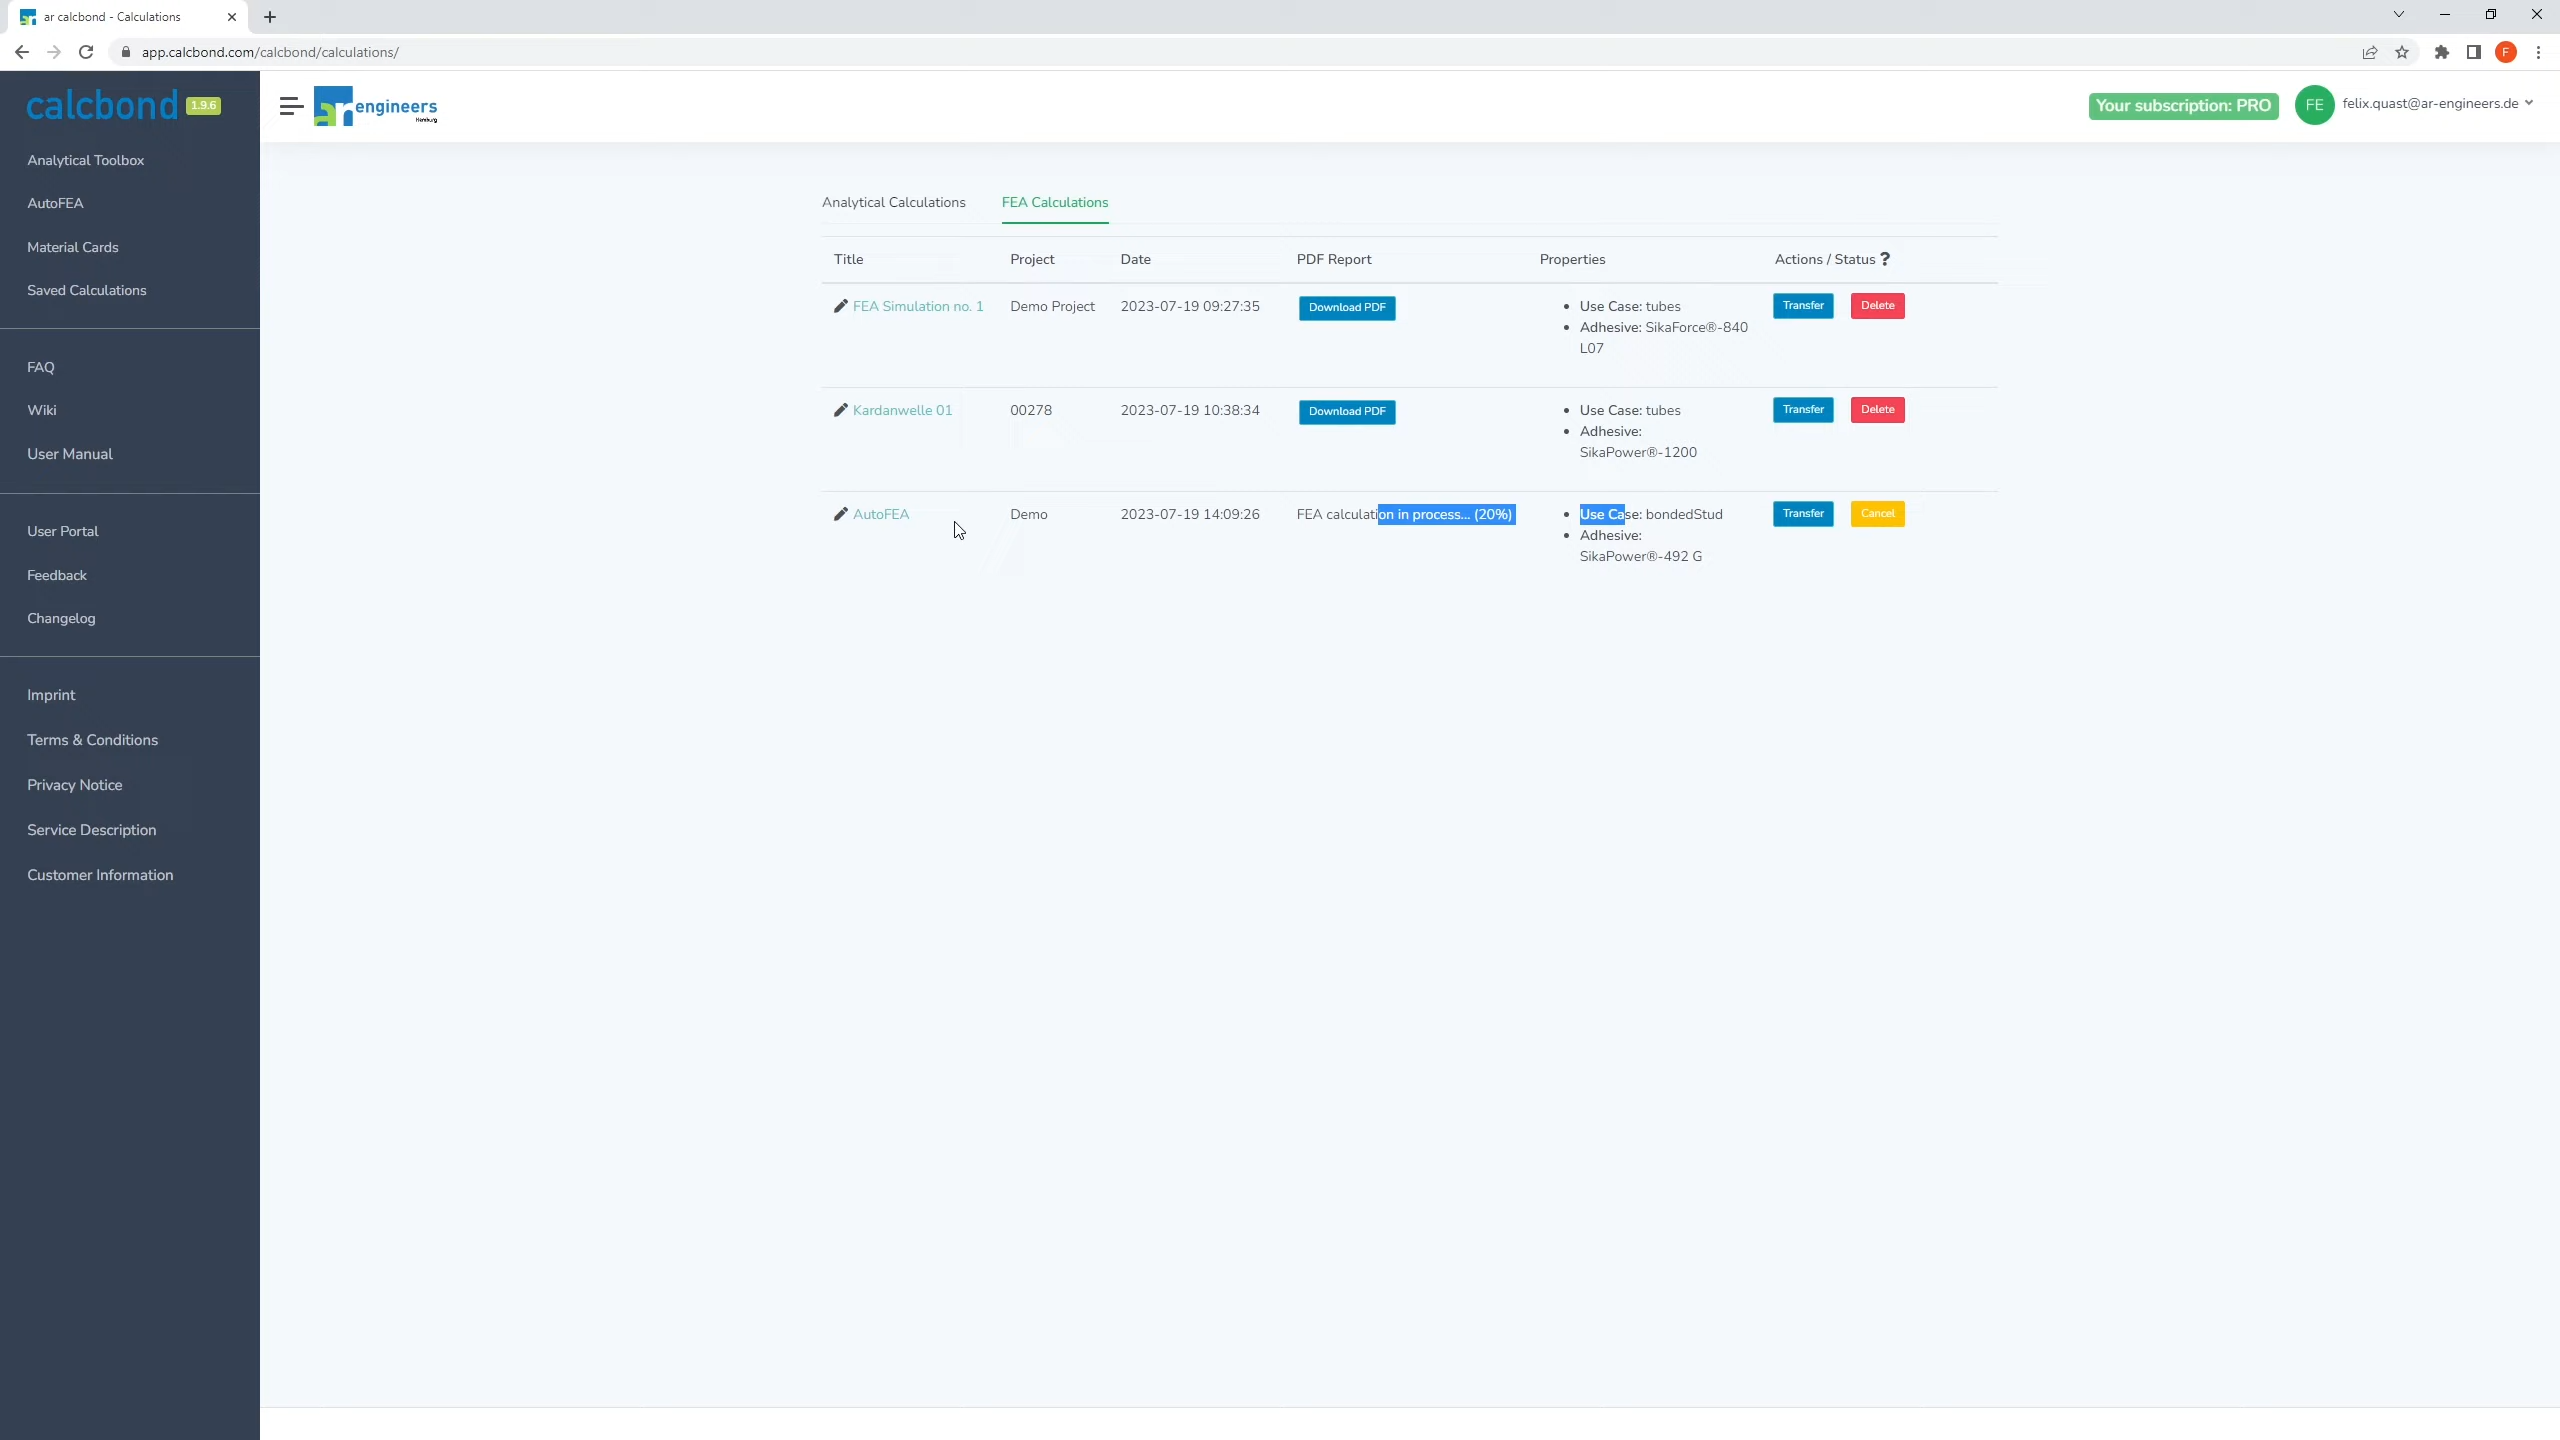 ar calcbond - Calculations
app.calcbond.com/calcbond/calculations/
F
calcbond 1.9.6
ar engineers
Hamburg
Your subscription: PRO
FE
felix.quast@ar-engineers.de
Analytical Toolbox
AutoFEA
Material Cards
Saved Calculations
FAQ
Wiki
User Manual
User Portal
Feedback
Changelog
Imprint
Terms & Conditions
Privacy Notice
Service Description
Customer Information
Analytical Calculations FEA Calculations
Title Project Date PDF Report Properties Actions / Status ?
FEA Simulation no. 1 Demo Project 2023-07-19 09:27:35 Download PDF • Use Case: tubes Transfer Delete
• Adhesive: SikaForce®-840
L07
Kardanwelle 01 00278 2023-07-19 10:38:34 Download PDF • Use Case: tubes Transfer Delete
• Adhesive:
SikaPower®-1200
AutoFEA Demo 2023-07-19 14:09:26 FEA calculation in process... (20%) • Use Case: bondedStud Transfer Cancel
• Adhesive:
SikaPower®-492 G